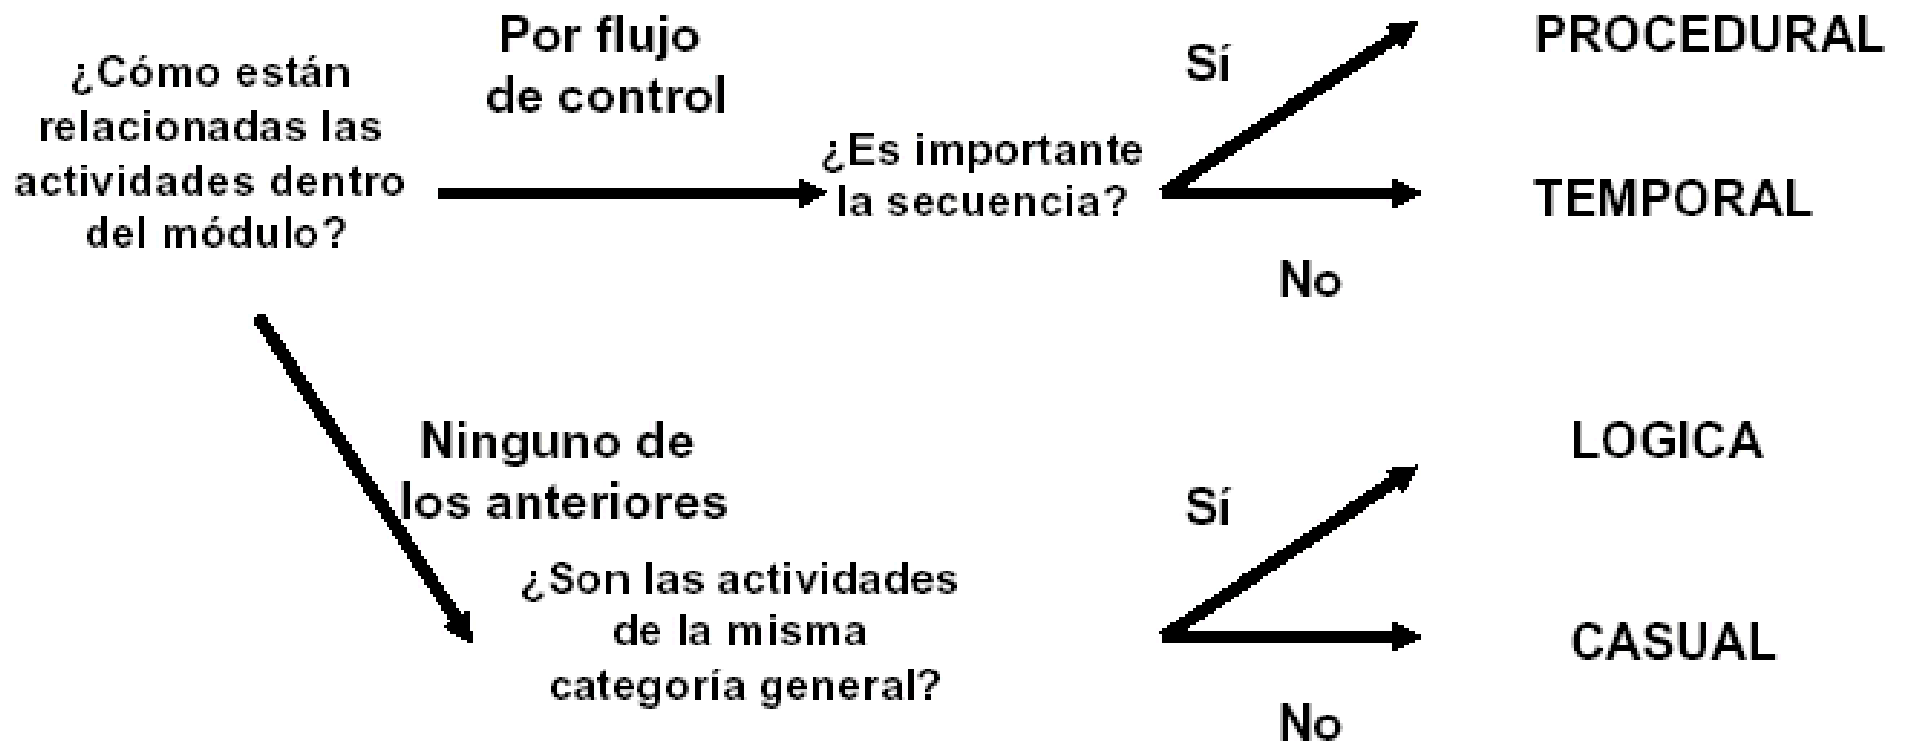 ¿Cómo están
relacionadas las
actividades dentro
del módulo?
Por flujo
de control
¿Es importante
la secuencia?
Sí
PROCEDURAL
TEMPORAL
No
Ninguno de
los anteriores
¿Son las actividades
de la misma
categoría general?
Sí
LOGICA
CASUAL
No